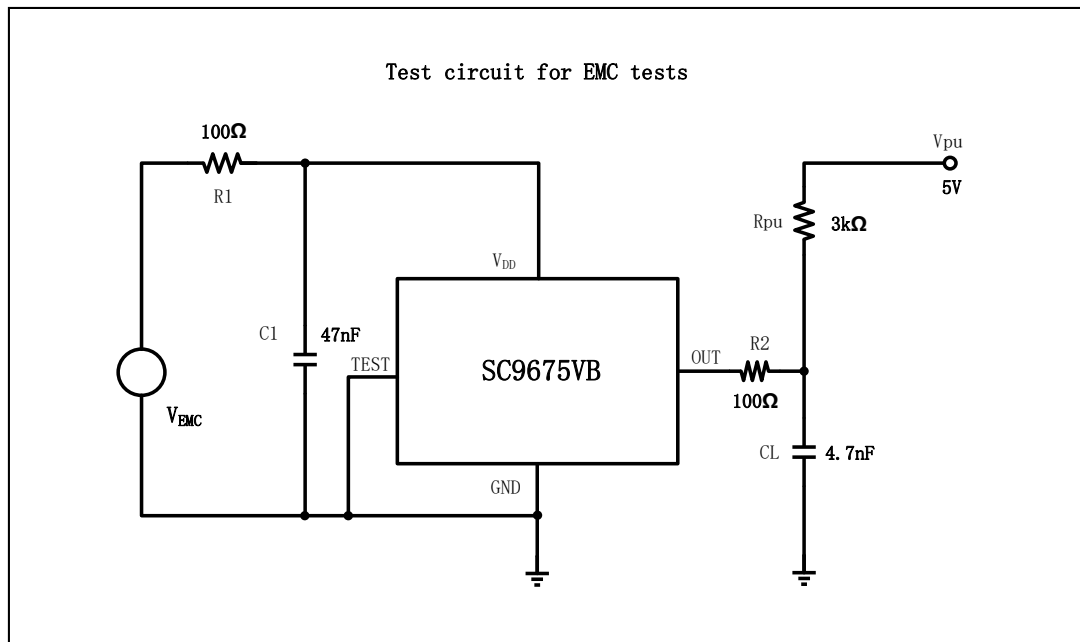 Test circuit for EMC tests
100Ω
R1
Vpu
5V
Rpu
3kΩ
VDD
C1
47nF
TEST
SC9675VB
OUT
R2
100Ω
VEMC
CL
4.7nF
GND